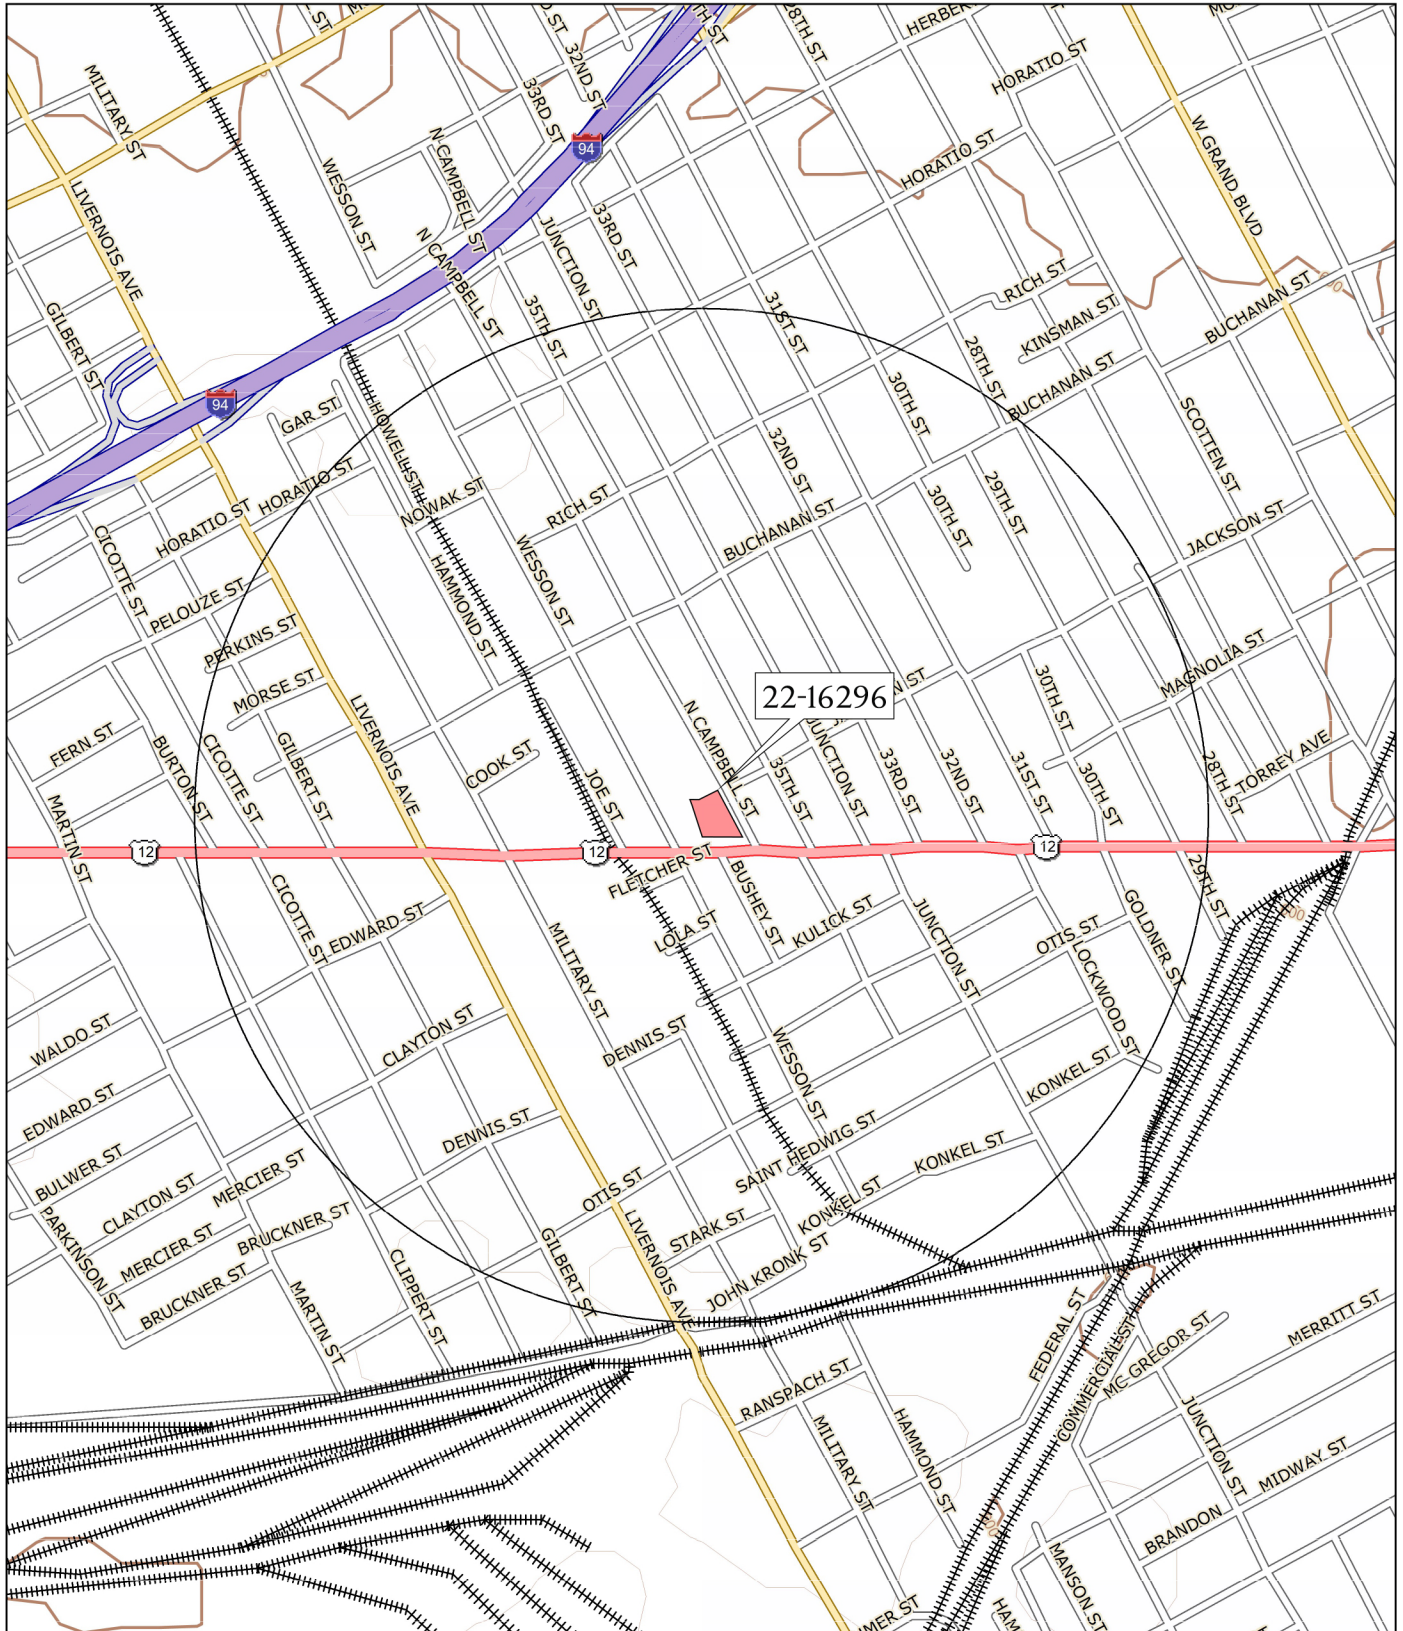 28TH ST
HORATIO ST
32ND ST
33RD ST
MILITARY ST
94
N CAMPBELL ST
HORATIO ST
W GRAND BLVD
WESSON ST
LIVERNOIS AVE
33RD ST
JUNCTION ST
N CAMPBELL ST
RICH ST
BUCHANAN ST
GILBERT ST
35TH ST
31ST ST
KINSMAN ST
28TH ST
BUCHANAN ST
30TH ST
94
GAR ST
HOWELL ST
SCOTTEN ST
32ND ST
HORATIO ST
NOWAK ST
RICH ST
29TH ST
30TH ST
HORATIO ST
BUCHANAN ST
JACKSON ST
CICOTTE ST
WESSON ST
HAMMOND ST
PELOUZE ST
PERKINS ST
MAGNOLIA ST
MORSE ST
22-16296
N ST
30TH ST
LIVERNOIS AVE
N CAMPBELL ST
JUNCTION ST
FERN ST
BURTON ST
CICOTTE ST
GILBERT ST
COOK ST
JOE ST
35TH ST
33RD ST
32ND ST
31ST ST
30TH ST
28TH ST
TORREY AVE
MARTIN ST
12
12
12
FLETCHER ST
BUSHEY ST
29TH ST
CICOTTE ST
EDWARD ST
LOLA ST
KULICK ST
JUNCTION ST
GOLDNER ST
OTIS ST
MILITARY ST
LOCKWOOD ST
WALDO ST
CLAYTON ST
DENNIS ST
WESSON ST
KONKEL ST
EDWARD ST
DENNIS ST
SAINT HEDWIG ST
KONKEL ST
BULWER ST
MERCIER ST
CLAYTON ST
OTIS ST
KONKEL ST
PARKINSON ST
MERCIER ST
BRUCKNER ST
GILBERT ST
LIVERNOIS AVE
STARK ST
JOHN KRONK ST
BRUCKNER ST
CLIPPERT ST
MARTIN ST
FEDERAL ST
COMMERCIAL ST
MC GREGOR ST
MERRITT ST
RANSPACH ST
MILITARY ST
HAMMOND ST
JUNCTION ST
MIDWAY ST
BRANDON
MANSON ST